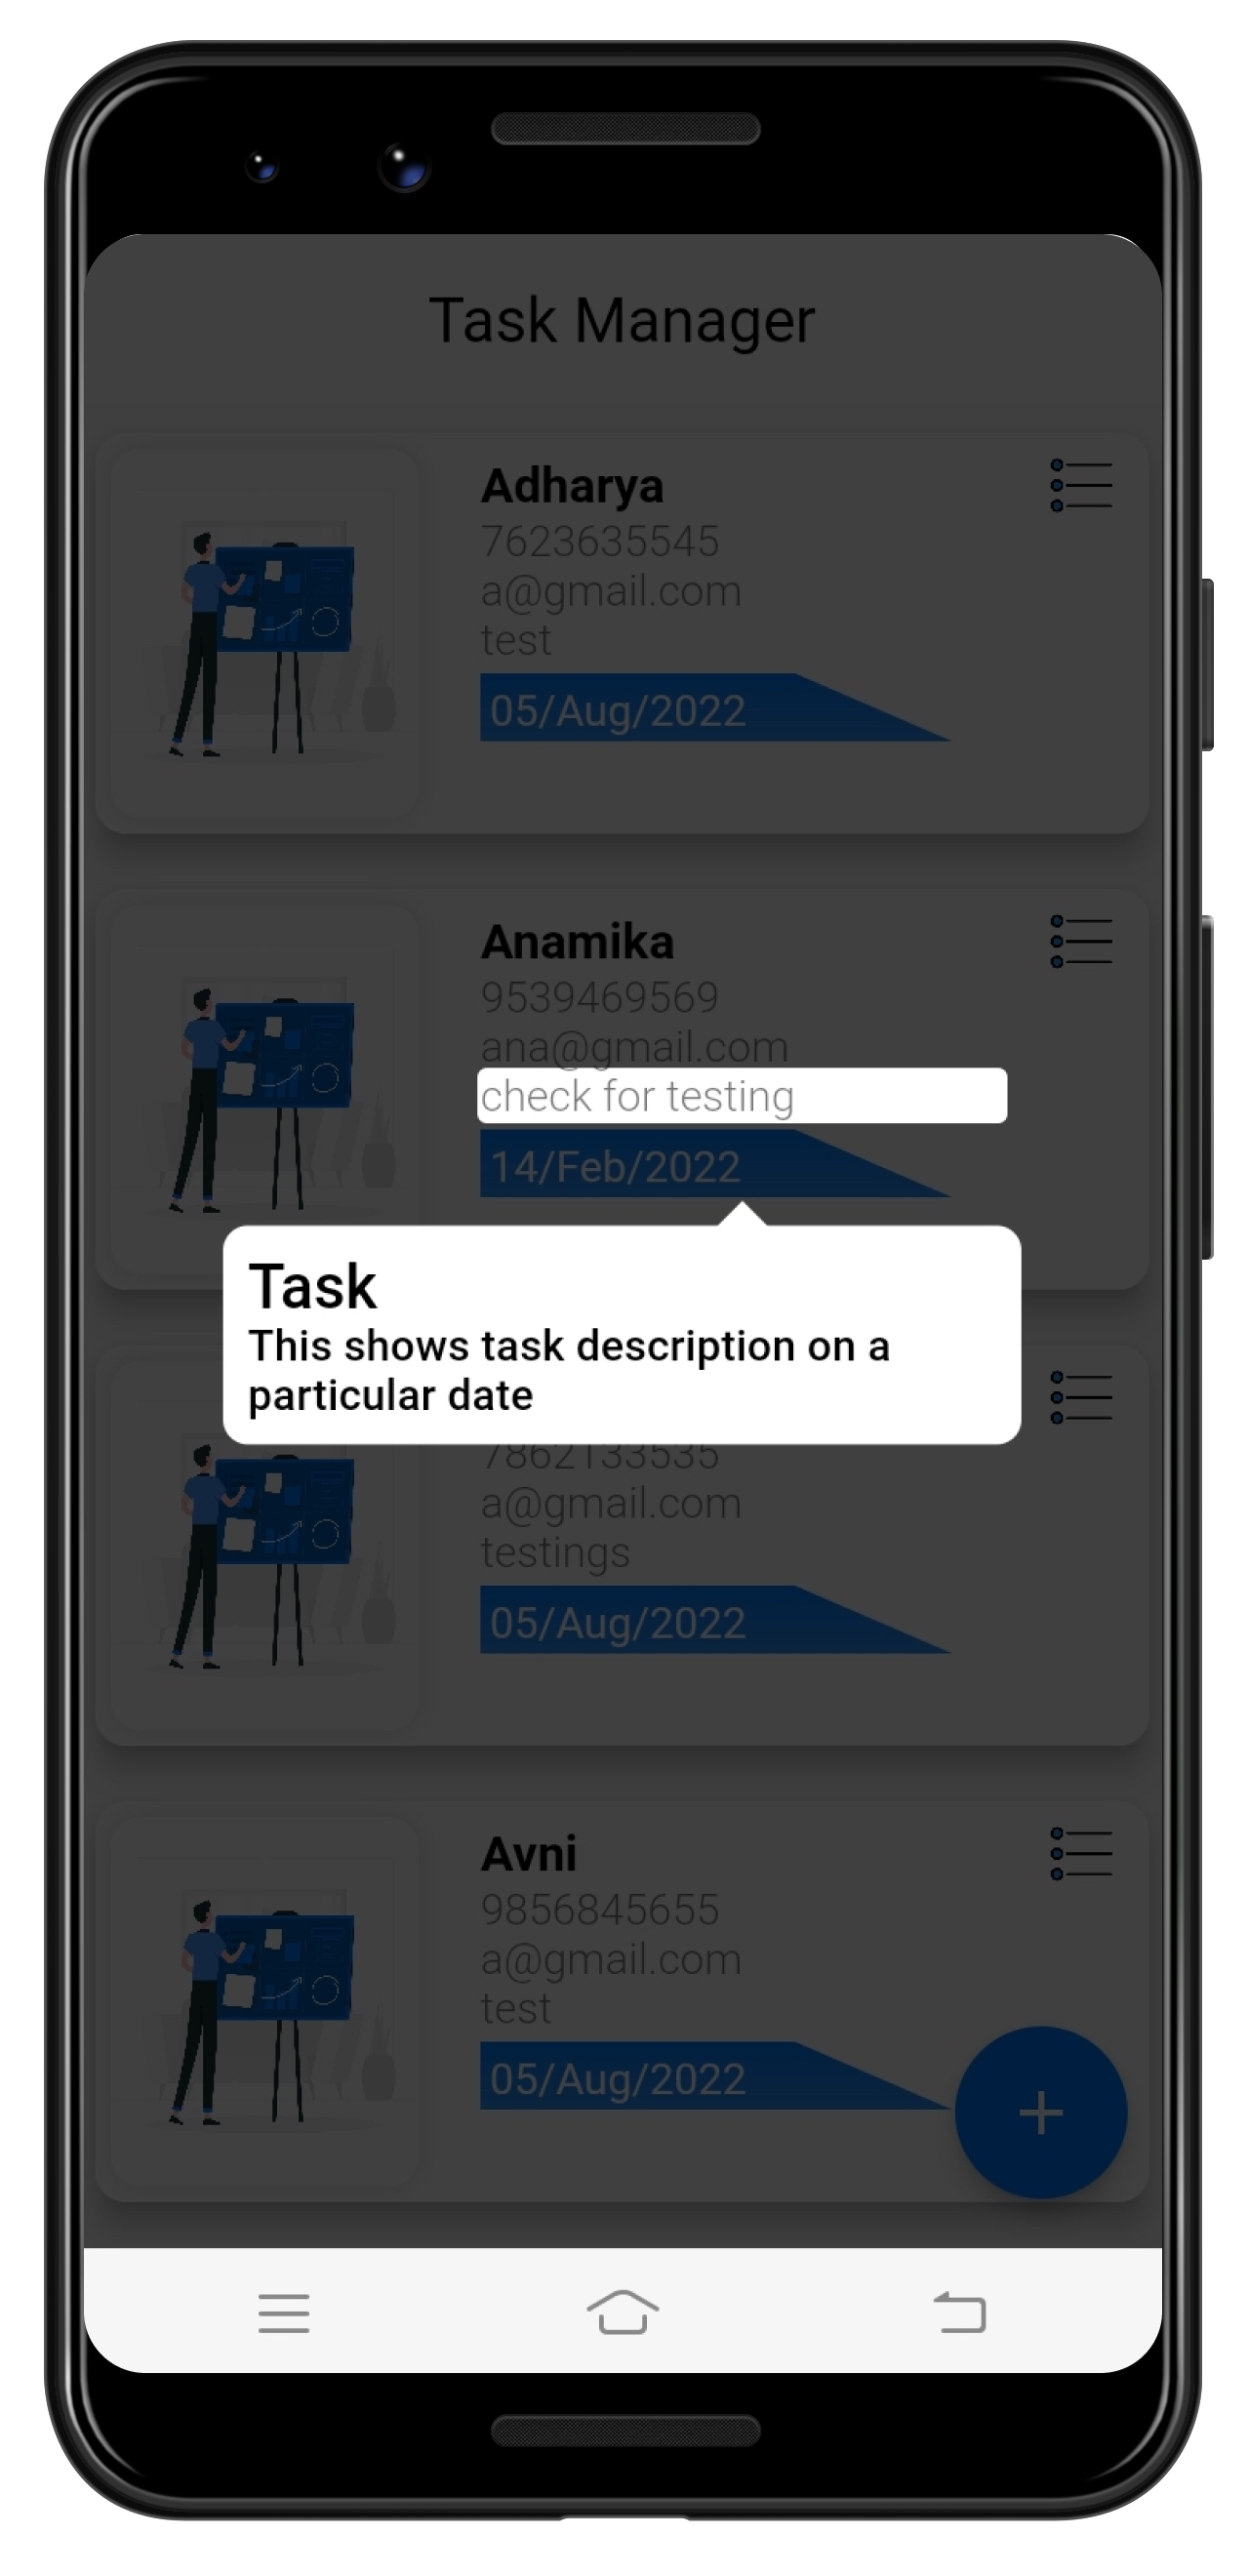 Task Manager
Adharya
7623635545
a@gmail.com
test
05/Aug/2022
Anamika
9539469569
ana@gmail.com
check for testing
14/Feb/2022
Task
This shows task description on a
particular date
7862133535
a@gmail.com
testings
05/Aug/2022
Avni
9856845655
a@gmail.com
test
05/Aug/2022
+